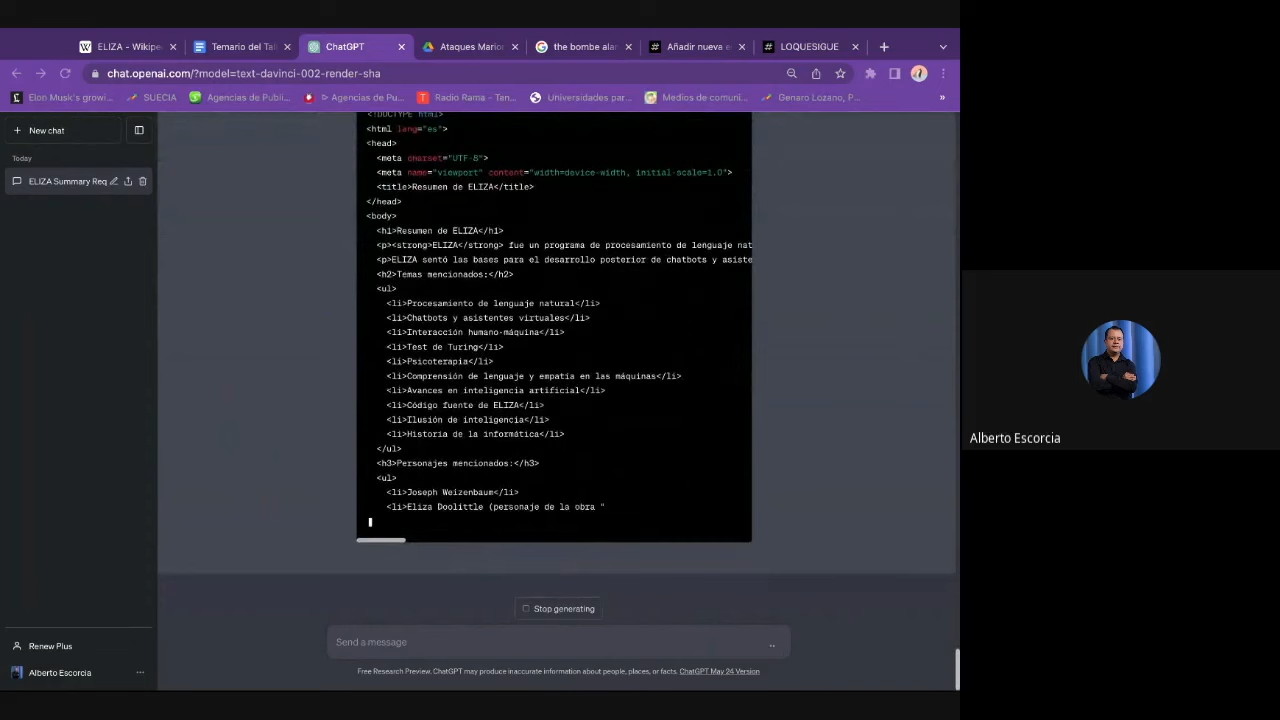 ELIZA - Wikipe
Temario del Tal
ChatGPT
Ataques Mario
the bombe alan
Añadir nueva e
LOQUESIGUE
chat.openai.com/?model=text-davinci-002-render-sha
Elon Musk's growi...
SUECIA
Agencias de Publi...
Agencias de Pu...
Radio Rama – Tan...
Universidades par...
Medios de comuni...
Genaro Lozano, P...
»
New chat
Today
ELIZA Summary Req
<!DOCTYPE html>
<html lang="es">
<head>
<meta charset="UTF-8">
<meta name="viewport" content="width=device-width, initial-scale=1.0">
<title>Resumen de ELIZA</title>
</head>
<body>
<h1>Resumen de ELIZA</h1>
<p><strong>ELIZA</strong> fue un programa de procesamiento de lenguaje nat
<p>ELIZA sentó las bases para el desarrollo posterior de chatbots y asiste
<h2>Temas mencionados:</h2>
<ul>
<li>Procesamiento de lenguaje natural</li>
<li>Chatbots y asistentes virtuales</li>
<li>Interacción humano-máquina</li>
<li>Test de Turing</li>
<li>Psicoterapia</li>
<li>Comprensión de lenguaje y empatía en las máquinas</li>
<li>Avances en inteligencia artificial</li>
<li>Código fuente de ELIZA</li>
<li>Ilusión de inteligencia</li>
<li>Historia de la informática</li>
</ul>
<h3>Personajes mencionados:</h3>
<ul>
<li>Joseph Weizenbaum</li>
<li>Eliza Doolittle (personaje de la obra "
Stop generating
Send a message
Free Research Preview. ChatGPT may produce inaccurate information about people, places, or facts. ChatGPT May 24 Version
Renew Plus
Alberto Escorcia
Alberto Escorcia